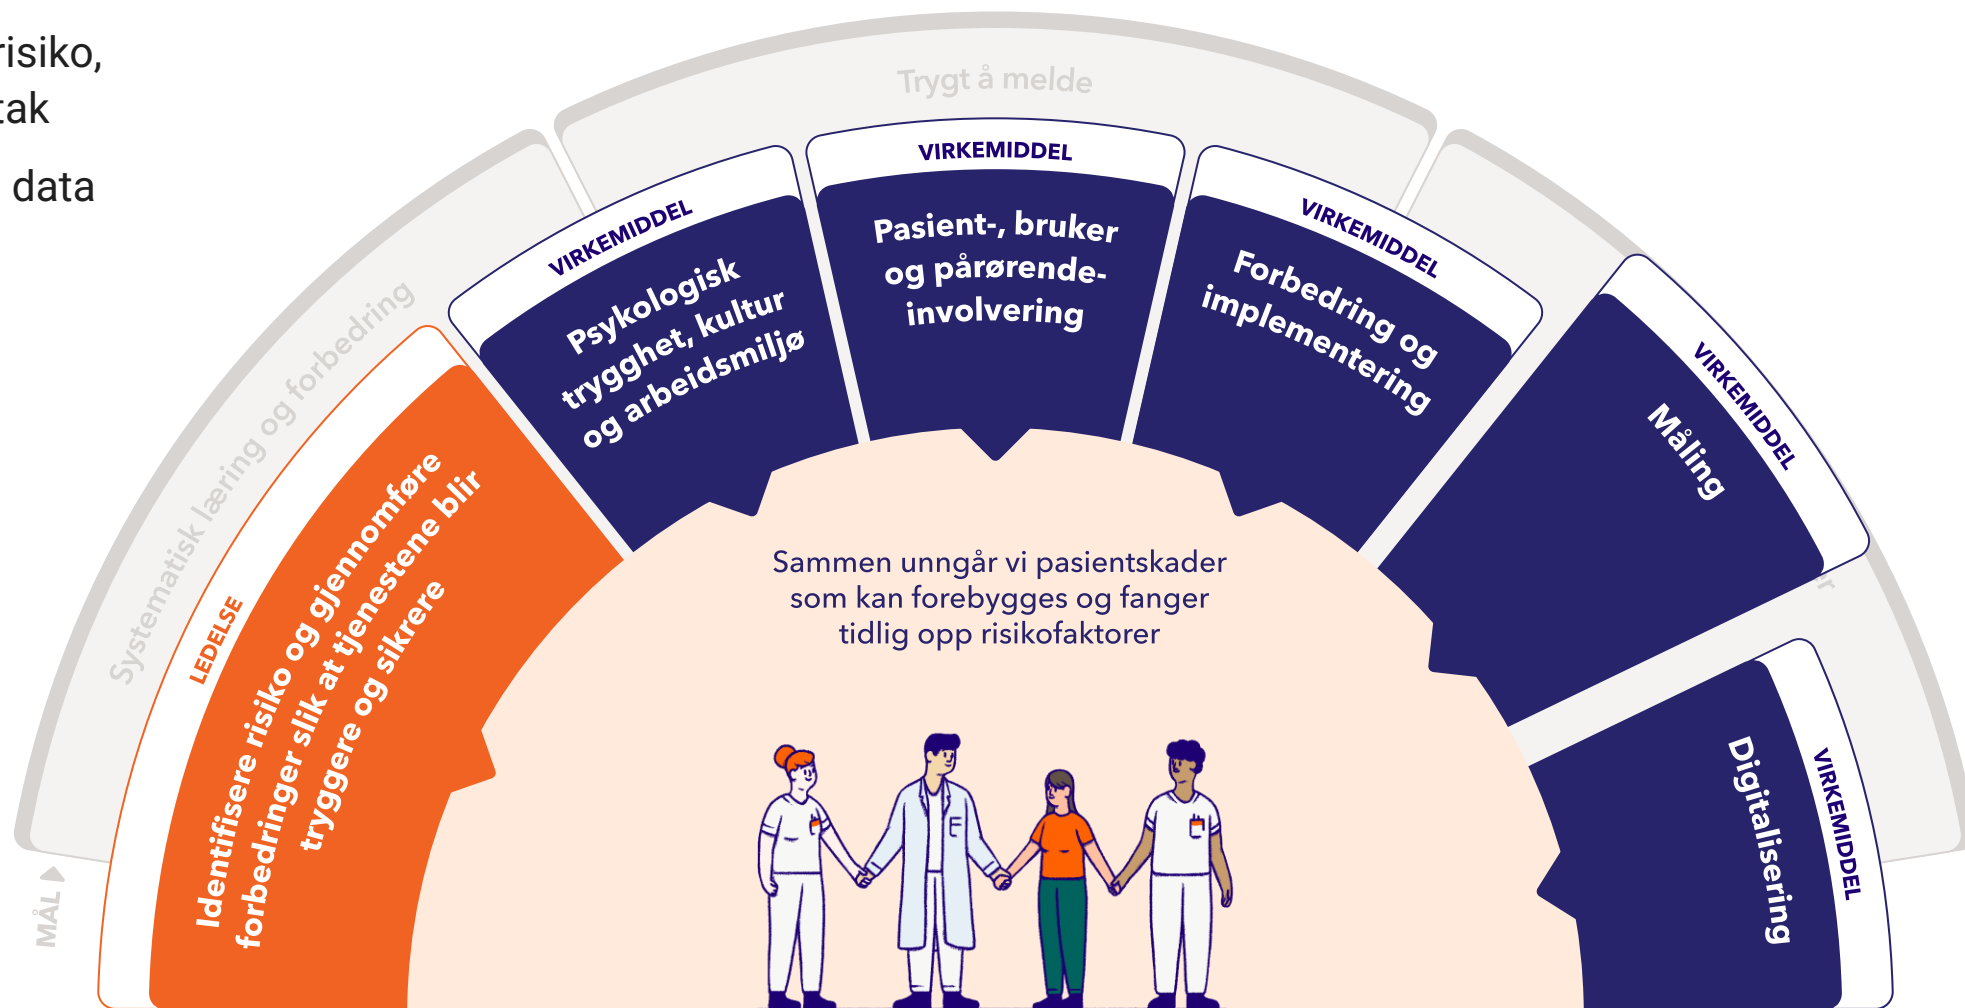 risiko,
tak
data
Trygt å melde
Systematisk læring og forbedring
MÅL
LEDELSE
Identifisere risiko og gjennomføre
forbedringer slik at tjenestene blir
tryggere og sikrere
VIRKEMIDDEL
Psykologisk
trygghet, kultur
og arbeidsmiljø
VIRKEMIDDEL
Pasient-, bruker
og pårørende-
involvering
VIRKEMIDDEL
Forbedring og
implementering
VIRKEMIDDEL
Måling
VIRKEMIDDEL
Digitalisering
Sammen unngår vi pasientskader
som kan forebygges og fanger
tidlig opp risikofaktorer